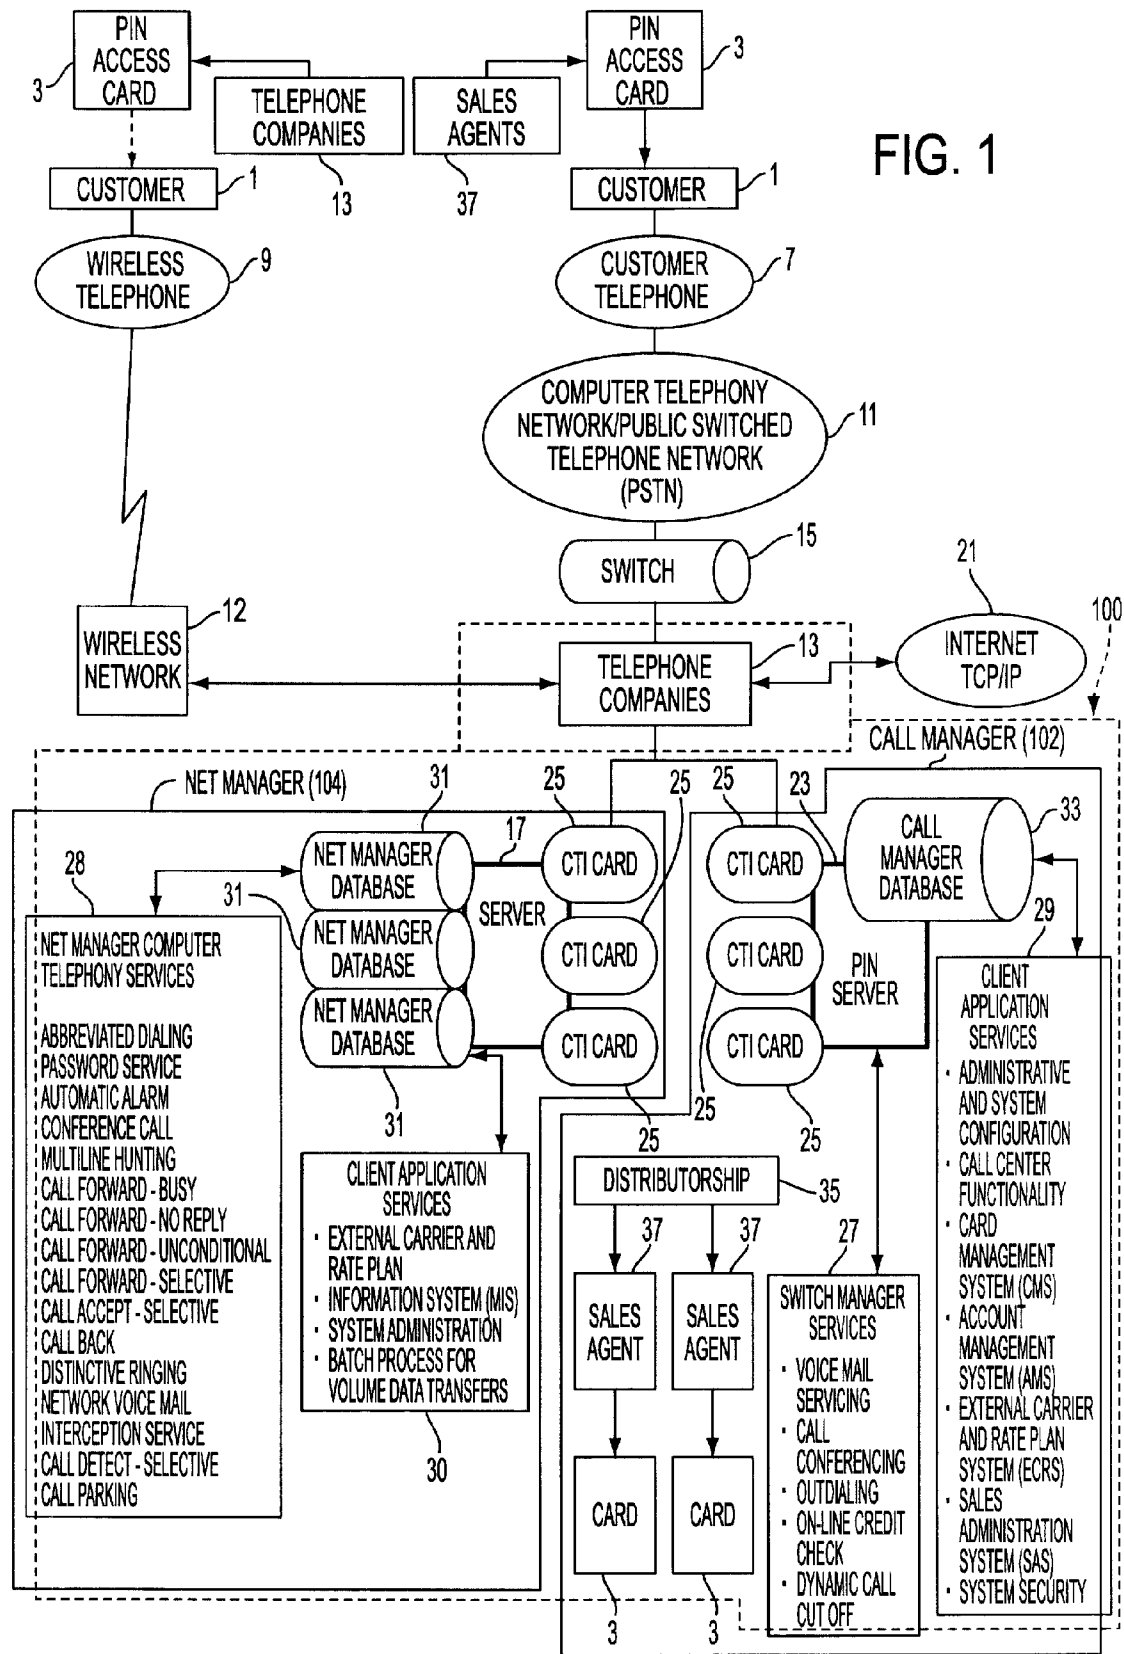 FIG. 1
PIN
ACCESS
CARD
3
TELEPHONE
COMPANIES
13
SALES
AGENTS
37
PIN
ACCESS
CARD
3
CUSTOMER
1
CUSTOMER
1
WIRELESS
TELEPHONE
9
CUSTOMER
TELEPHONE
7
COMPUTER TELEPHONY
NETWORK/PUBLIC SWITCHED
TELEPHONE NETWORK
(PSTN)
11
SWITCH
15
WIRELESS
NETWORK
12
TELEPHONE
COMPANIES
13
INTERNET
TCP/IP
21
100
NET MANAGER (104)
CALL MANAGER (102)
NET MANAGER
DATABASE
31
NET MANAGER
DATABASE
31
NET MANAGER
DATABASE
31
17
SERVER
CTI CARD
25
CTI CARD
25
CTI CARD
25
CTI CARD
25
CTI CARD
25
CTI CARD
25
23
PIN
SERVER
CALL
MANAGER
DATABASE
33
28
NET MANAGER COMPUTER
TELEPHONY SERVICES
ABBREVIATED DIALING
PASSWORD SERVICE
AUTOMATIC ALARM
CONFERENCE CALL
MULTILINE HUNTING
CALL FORWARD - BUSY
CALL FORWARD - NO REPLY
CALL FORWARD - UNCONDITIONAL
CALL FORWARD - SELECTIVE
CALL ACCEPT - SELECTIVE
CALL BACK
DISTINCTIVE RINGING
NETWORK VOICE MAIL
INTERCEPTION SERVICE
CALL DETECT - SELECTIVE
CALL PARKING
CLIENT APPLICATION
SERVICES
· EXTERNAL CARRIER AND
RATE PLAN
· INFORMATION SYSTEM (MIS)
· SYSTEM ADMINISTRATION
· BATCH PROCESS FOR
VOLUME DATA TRANSFERS
30
DISTRIBUTORSHIP
35
SALES
AGENT
37
SALES
AGENT
37
CARD
3
CARD
3
27
SWITCH MANAGER
SERVICES
· VOICE MAIL
SERVICING
· CALL
CONFERENCING
· OUTDIALING
· ON-LINE CREDIT
CHECK
· DYNAMIC CALL
CUT OFF
29
CLIENT
APPLICATION
SERVICES
· ADMINISTRATIVE
AND SYSTEM
CONFIGURATION
· CALL CENTER
FUNCTIONALITY
· CARD
MANAGEMENT
SYSTEM (CMS)
· ACCOUNT
MANAGEMENT
SYSTEM (AMS)
· EXTERNAL CARRIER
AND RATE PLAN
SYSTEM (ECRS)
· SALES
ADMINISTRATION
SYSTEM (SAS)
· SYSTEM SECURITY